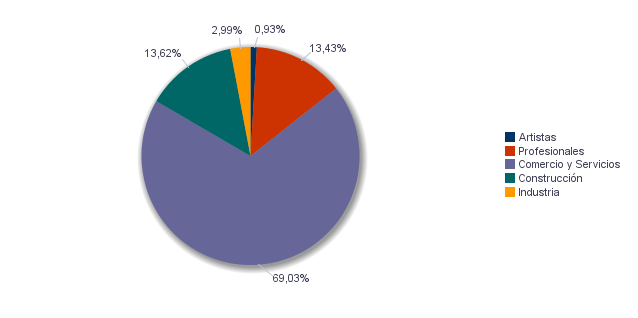 2,99%
0,93%
13,62%
13,43%
69,03%
Artistas
Profesionales
Comercio y Servicios
Construcción
Industria